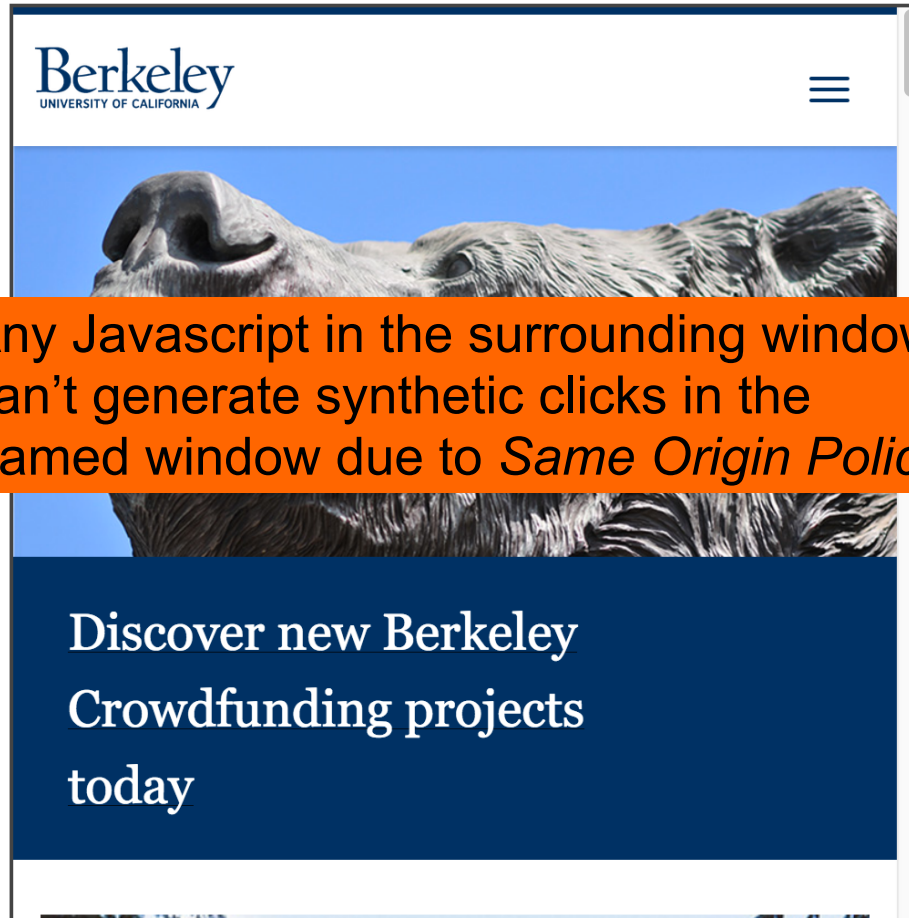 Berkeley
UNIVERSITY OF CALIFORNIA
ny Javascript in the surrounding window
an't generate synthetic clicks in the
amed window due to Same Origin Polic
Discover new Berkeley
Crowdfunding projects
today